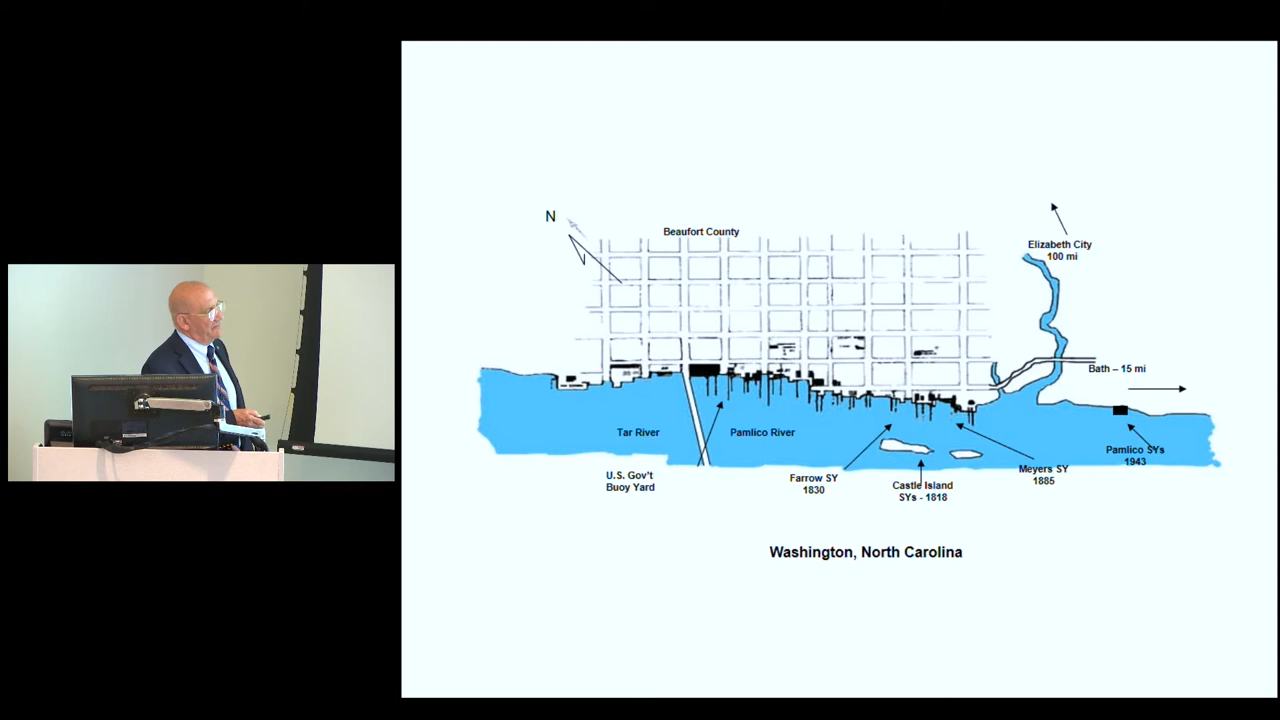 N
Beaufort County
Elizabeth City
100 mi
Bath – 15 mi
Tar River
Pamlico River
Pamlico SYs
1943
U.S. Gov't
Buoy Yard
Farrow SY
1830
Castle Island
SYs - 1818
Meyers SY
1885
Washington, North Carolina